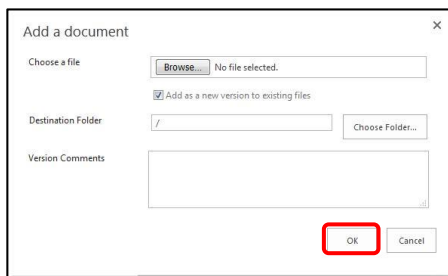 Add a document
Choose a file
Browse... No file selected.
Add as a new version to existing files
Destination Folder
/
Choose Folder...
Version Comments
OK
Cancel